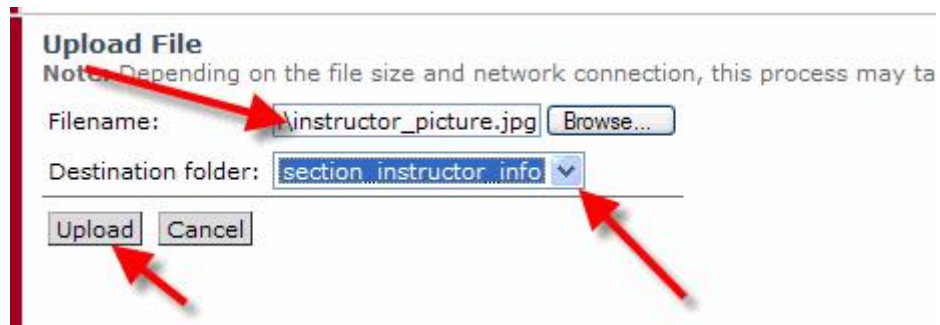 Upload File
Note: Depending on the file size and network connection, this process may ta
Filename: \instructor_picture.jpg Browse...
Destination folder: section_instructor_info
Upload Cancel